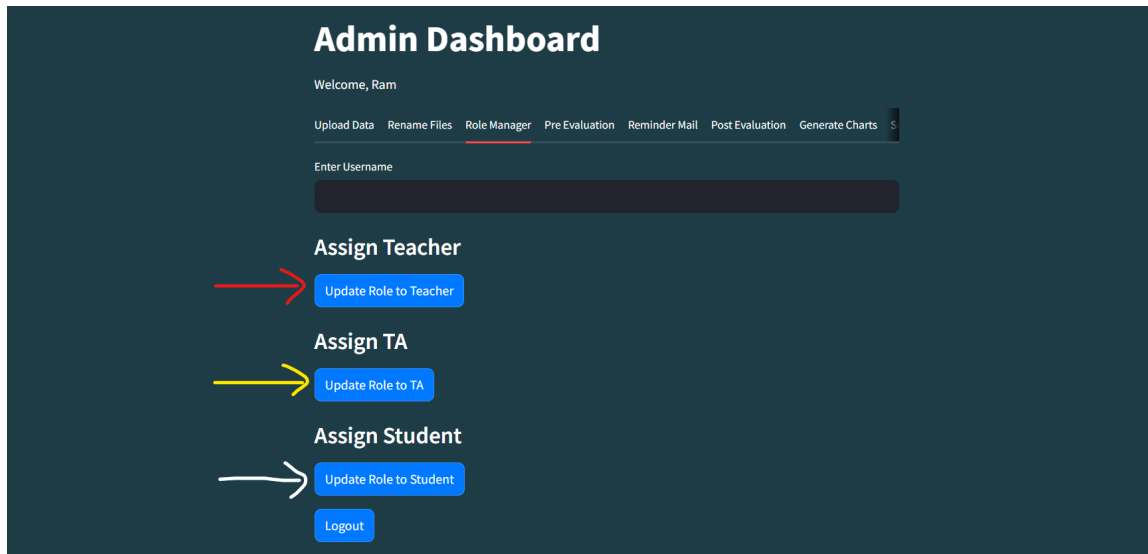 Admin Dashboard
Welcome, Ram
Upload Data Rename Files Role Manager Pre Evaluation Reminder Mail Post Evaluation Generate Charts S
Enter Username
Assign Teacher
Update Role to Teacher
Assign TA
Update Role to TA
Assign Student
Update Role to Student
Logout